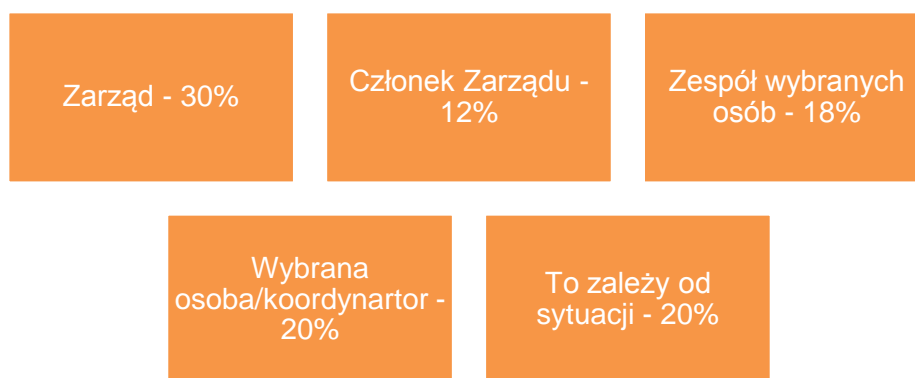 Zarząd - 30%
Członek Zarządu -
12%
Zespół wybranych
osób - 18%
Wybrana
osoba/koordynartor -
20%
To zależy od
sytuacji - 20%